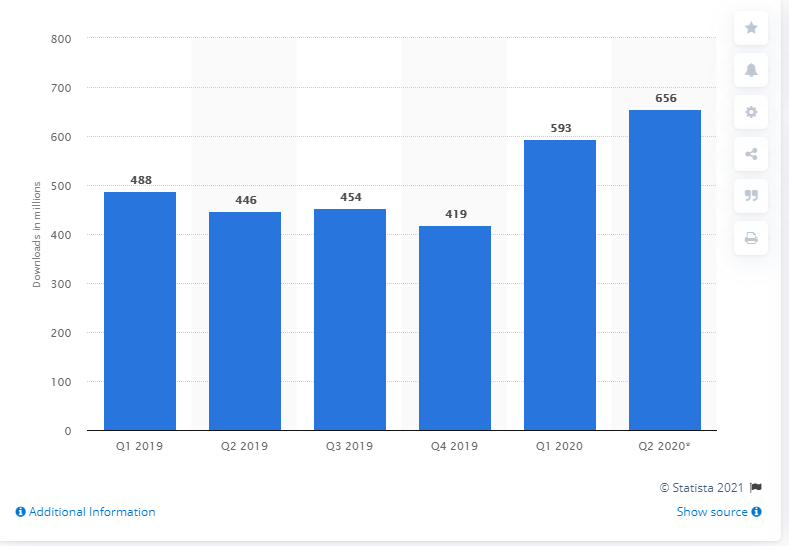 800
700
600
500
400
300
200
100
0
Downloads in millions
488
446
454
419
593
656
Q1 2019
Q2 2019
Q3 2019
Q4 2019
Q1 2020
Q2 2020*
© Statista 2021
Additional Information
Show source